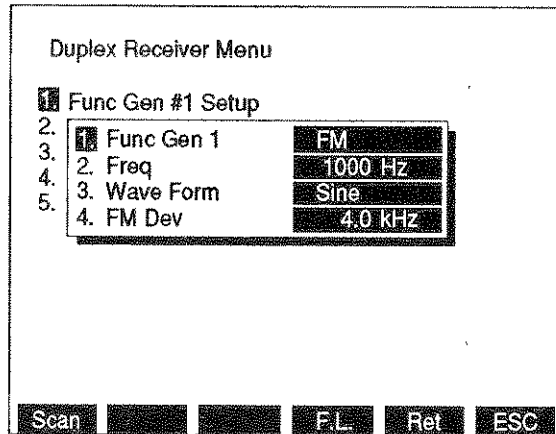 Duplex Receiver Menu
1. Func Gen #1 Setup
2.
3.
4.
5.
1. Func Gen 1 FM
2. Freq 1000 Hz
3. Wave Form Sine
4. FM Dev 4.0 kHz
Scan F.L. Ret ESC